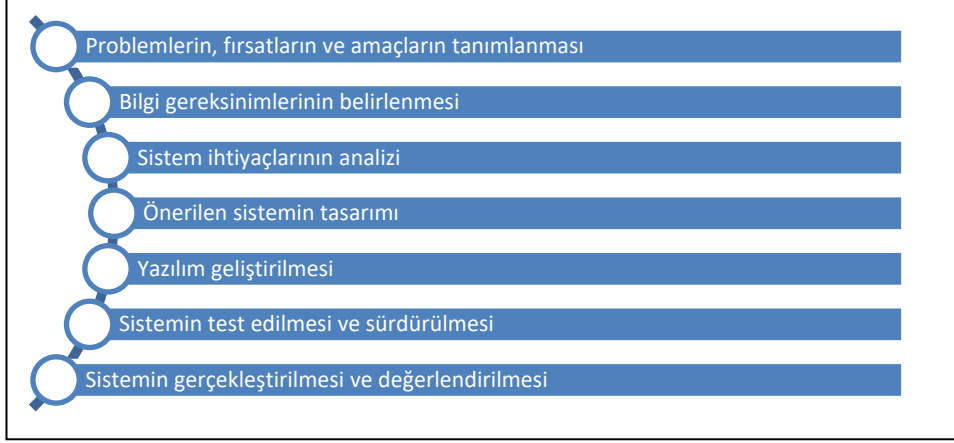 Problemlerin, fırsatların ve amaçların tanımlanması
Bilgi gereksinimlerinin belirlenmesi
Sistem ihtiyaçlarının analizi
Önerilen sistemin tasarımı
Yazılım geliştirilmesi
Sistemin test edilmesi ve sürdürülmesi
Sistemin gerçekleştirilmesi ve değerlendirilmesi